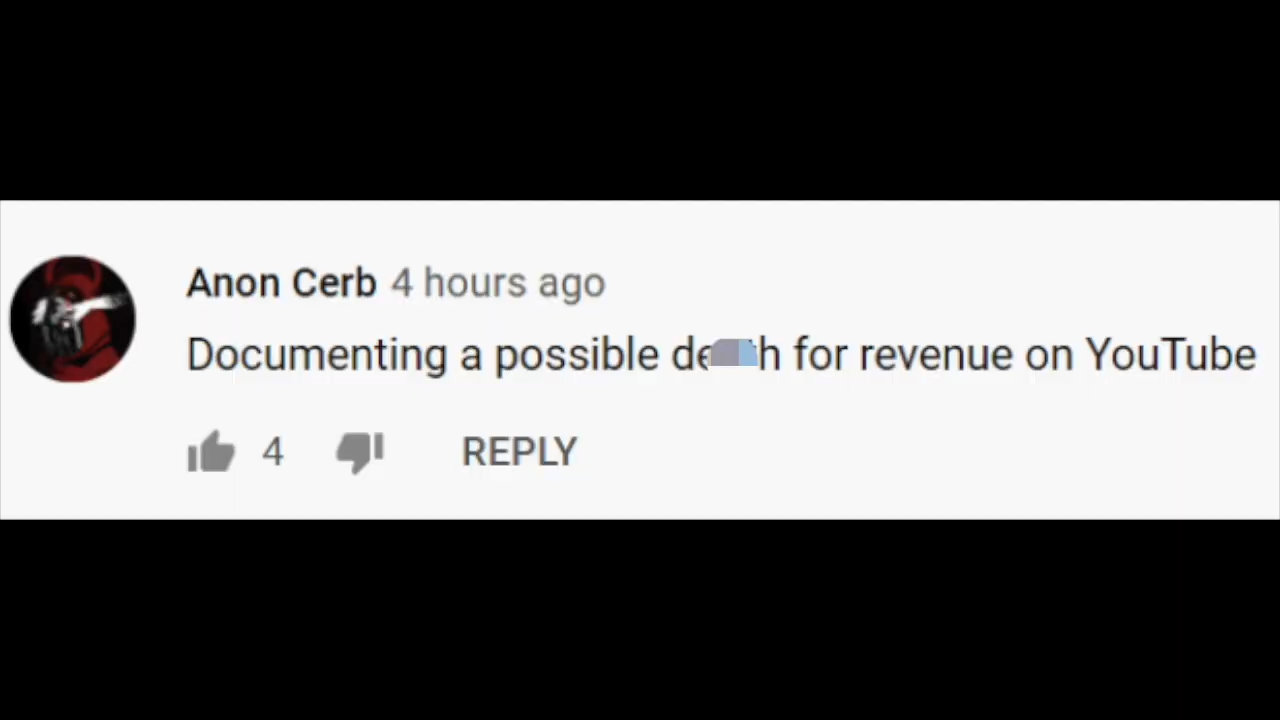 Anon Cerb 4 hours ago
Documenting a possible for revenue on YouTube
4 REPLY